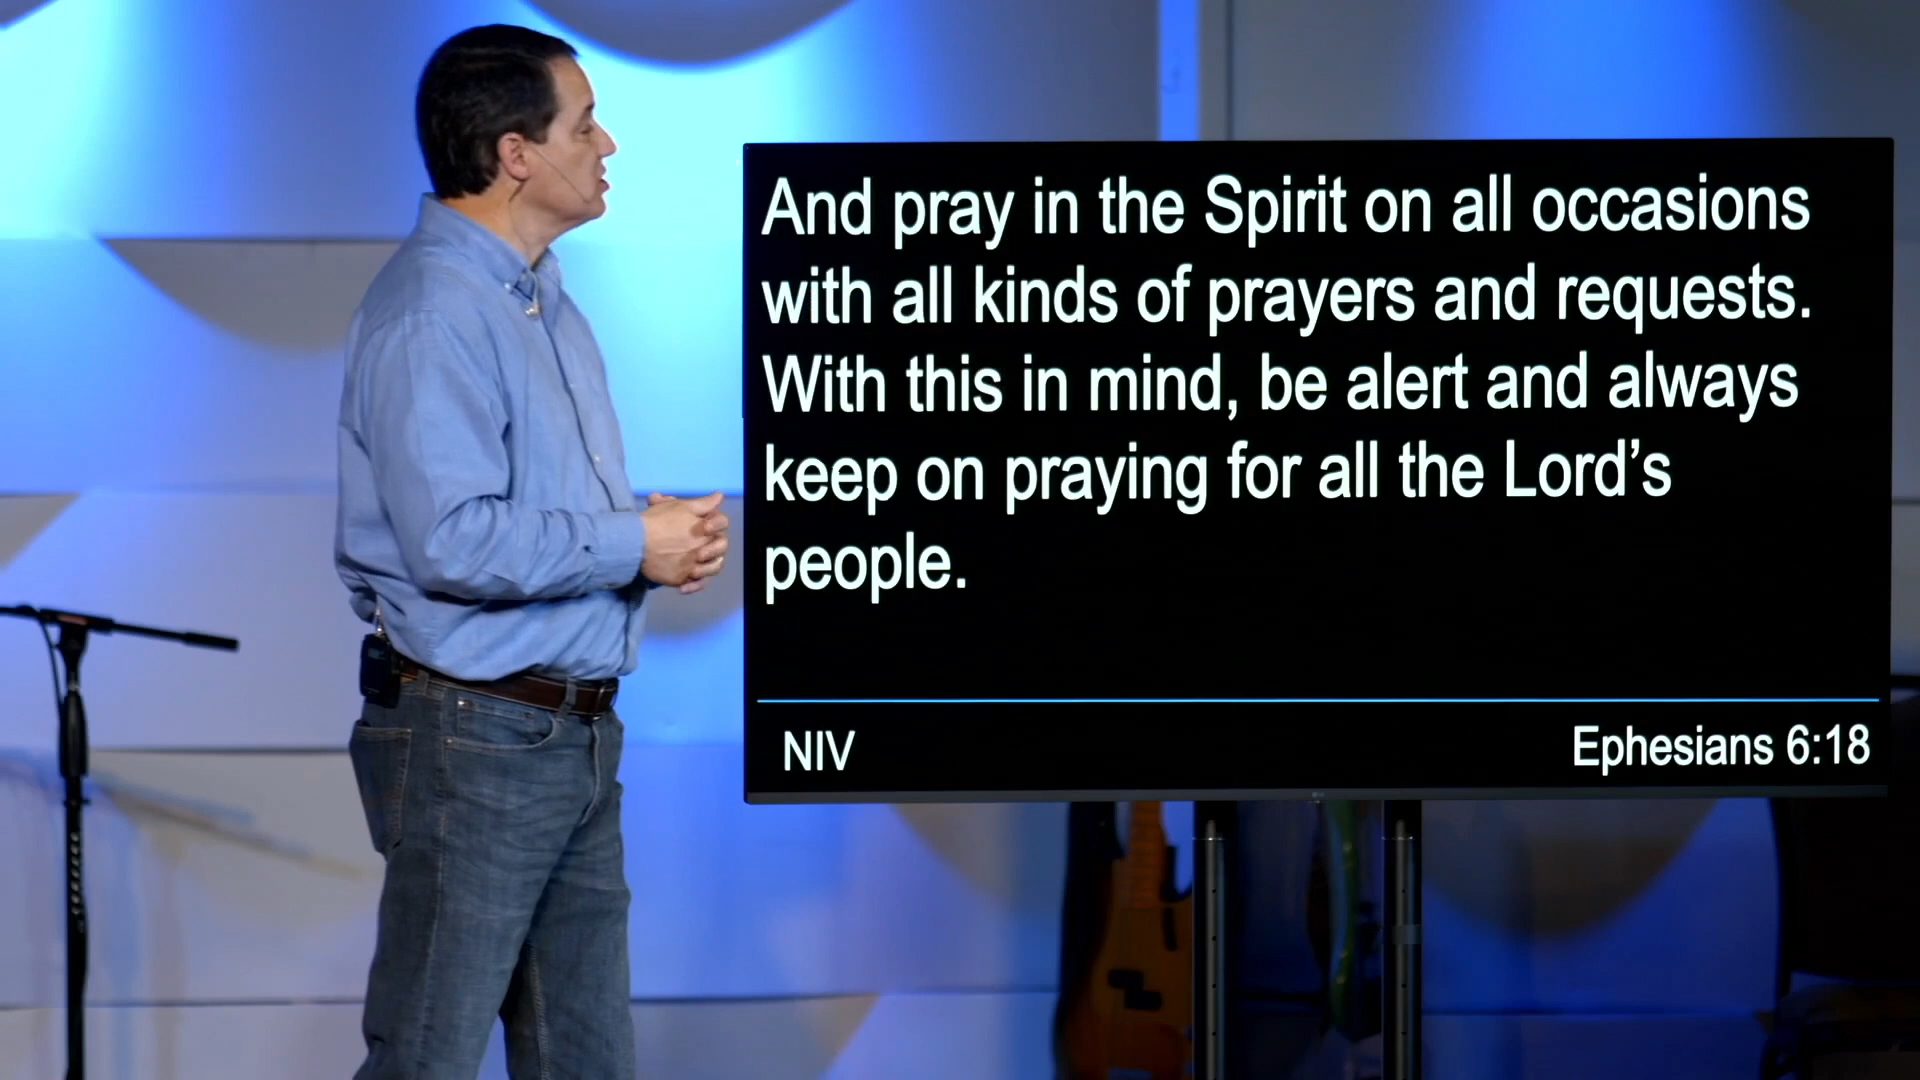 And pray in the Spirit on all occasions
with all kinds of prayers and requests.
With this in mind, be alert and always
keep on praying for all the Lord’s
people.
NIV
Ephesians 6:18